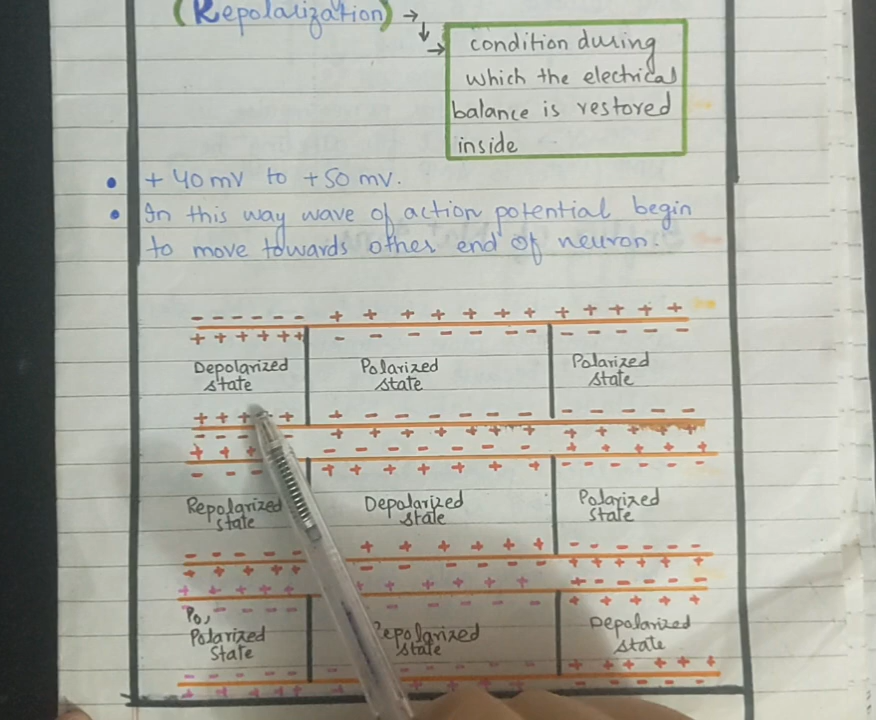 (Repolarization) →
→ condition during
which the electrical
balance is restored
inside
• + 40 mV to +50 mV.
• In this way wave of action potential begin
to move towards other end of neuron.
- - - - - - + + + + + + + + + + +
+ + + + + + - - - - - - - - - -
Depolarized Polarized Polarized
state state state
+ + + + + - - - - - - - - - -
- - - - + + + + + + + + + +
+ + + - - - - - - + + + + +
- - - + + + + + + - - - - - -
Repolarized Depolarized Polarized
state state State
- - - - - + + + + + - - - - - -
+ + + + + - - - - - + + + + + +
+ + + + + + + + + + + - - - - -
- - - - - - - - + + + + +
Po,
Polarized Repolarized Depolarized
State state state
- - - - - - - - - + + + + + +
+ + + + + + + + + - - - - -